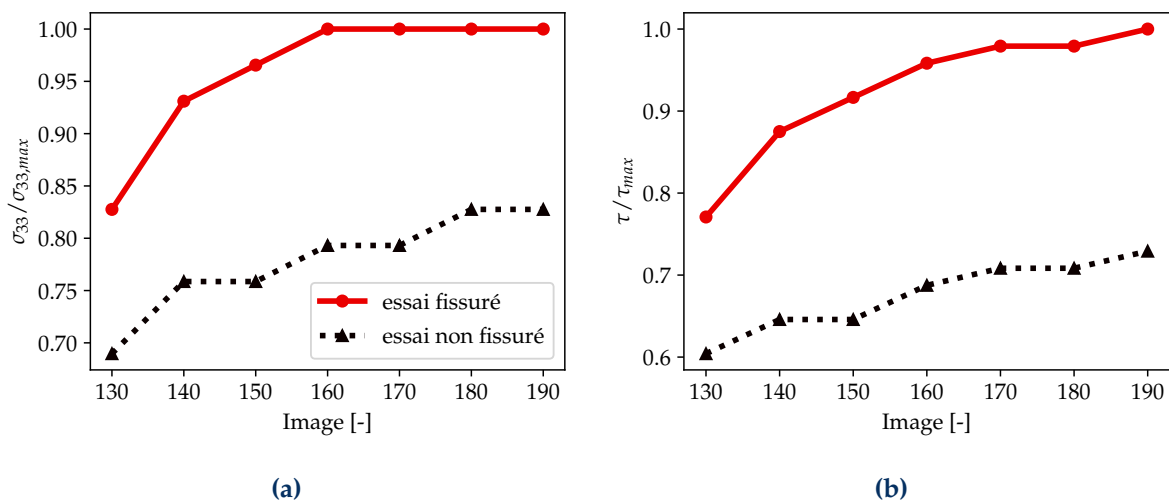 σ33/σ33,max
1.00
0.95
0.90
0.85
0.80
0.75
0.70
essai fissuré
essai non fissuré
130 140 150 160 170 180 190
Image [-]
(a)
τ/τmax
1.0
0.9
0.8
0.7
0.6
130 140 150 160 170 180 190
Image [-]
(b)